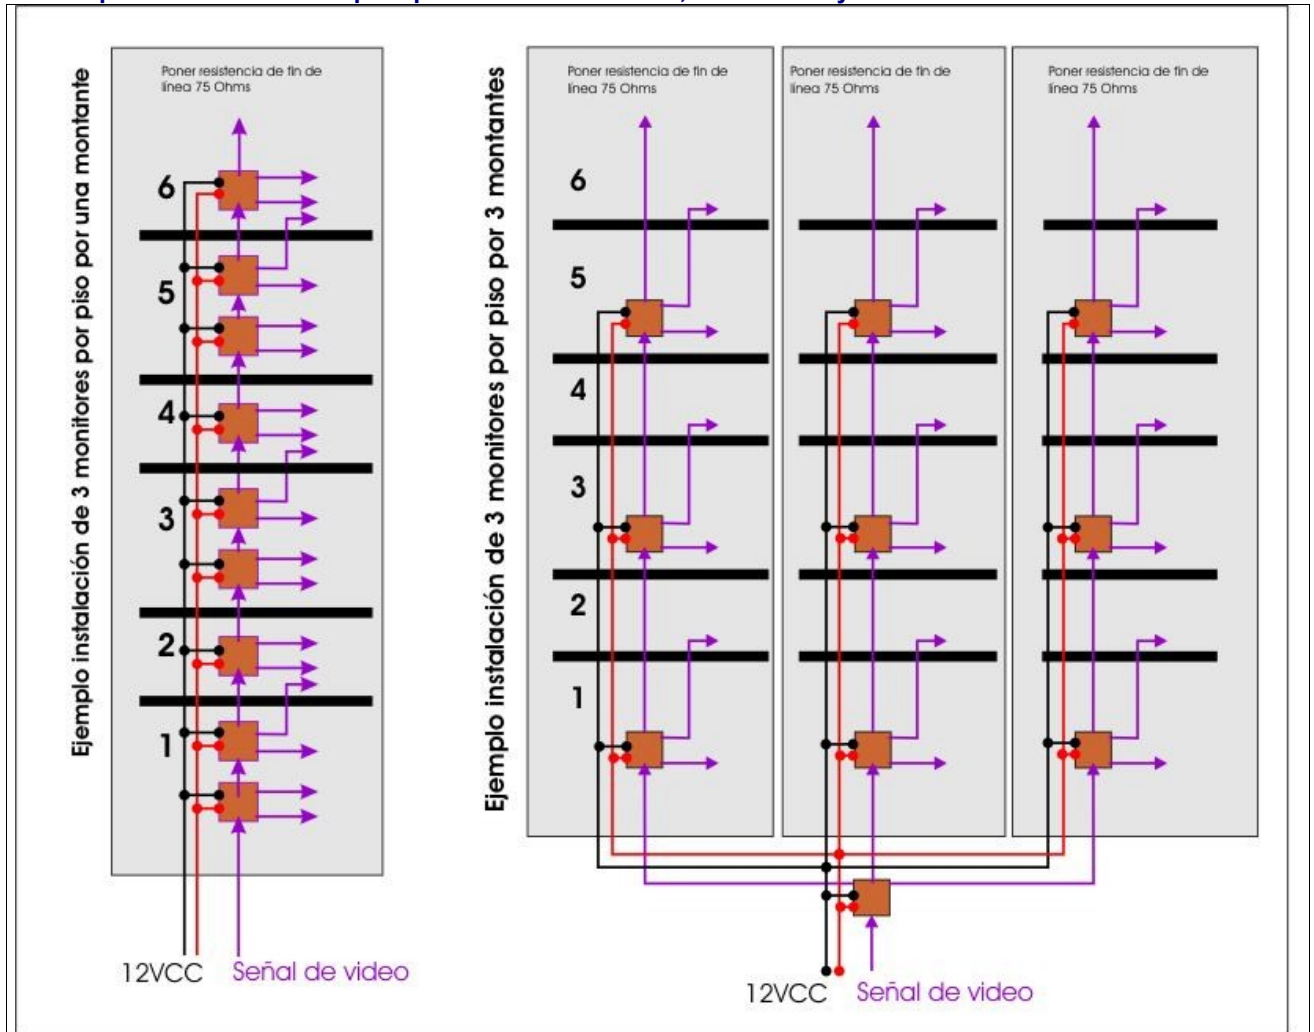 Ejemplo instalación de 3 monitores por piso por una montante
Poner resistencia de fin de
línea 75 Ohms
6
5
4
3
2
1
12VCC
Señal de video
Ejemplo instalación de 3 monitores por piso por 3 montantes
Poner resistencia de fin de
línea 75 Ohms
Poner resistencia de fin de
línea 75 Ohms
Poner resistencia de fin de
línea 75 Ohms
6
5
4
3
2
1
12VCC
Señal de video